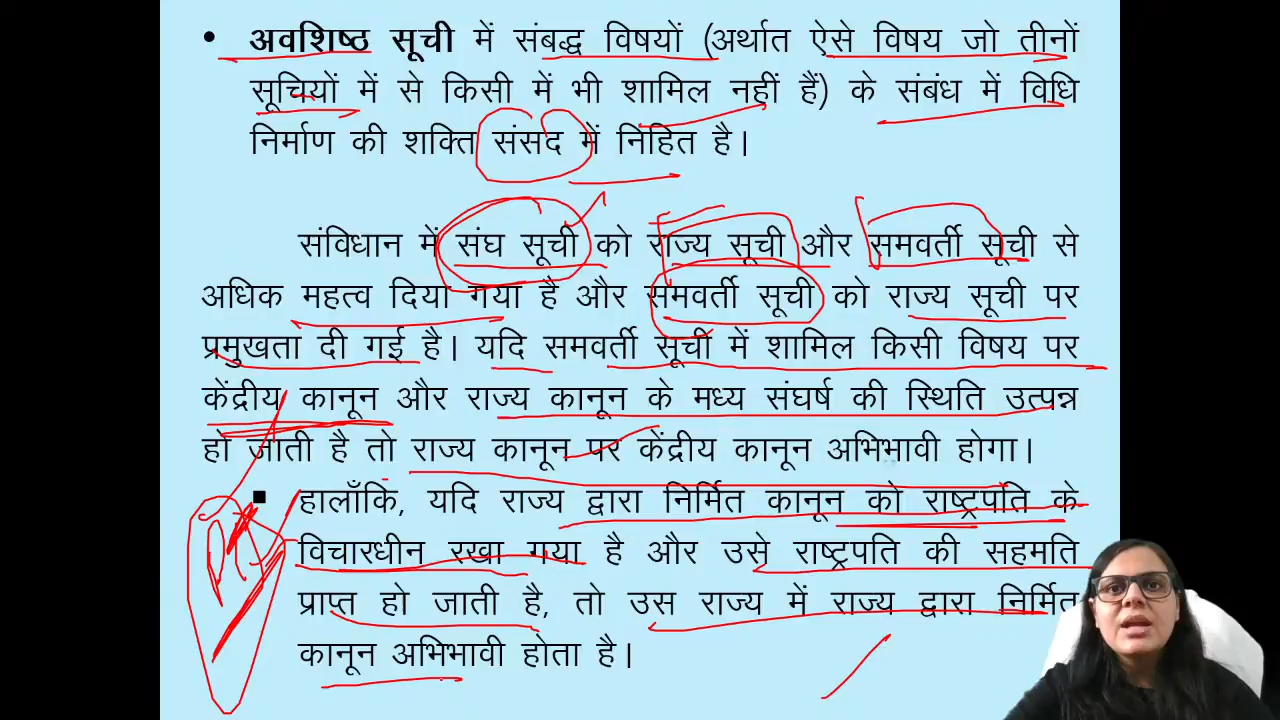 • अवशिष्ठ सूची में संबद्ध विषयों (अर्थात ऐसे विषय जो तीनों
सूचियों में से किसी में भी शामिल नहीं हैं) के संबंध में विधि
निर्माण की शक्ति संसद में निहित है।
संविधान में संघ सूची को राज्य सूची और समवर्ती सूची से
अधिक महत्व दिया गया है और समवर्ती सूची को राज्य सूची पर
प्रमुखता दी गई है। यदि समवर्ती सूची में शामिल किसी विषय पर
केंद्रीय कानून और राज्य कानून के मध्य संघर्ष की स्थिति उत्पन्न
हो जाती है तो राज्य कानून पर केंद्रीय कानून अभिभावी होगा।
▪ हालाँकि, यदि राज्य द्वारा निर्मित कानून को राष्ट्रपति के
विचारधीन रखा गया है और उसे राष्ट्रपति की सहमति
प्राप्त हो जाती है, तो उस राज्य में राज्य द्वारा निर्मित
कानून अभिभावी होता है।